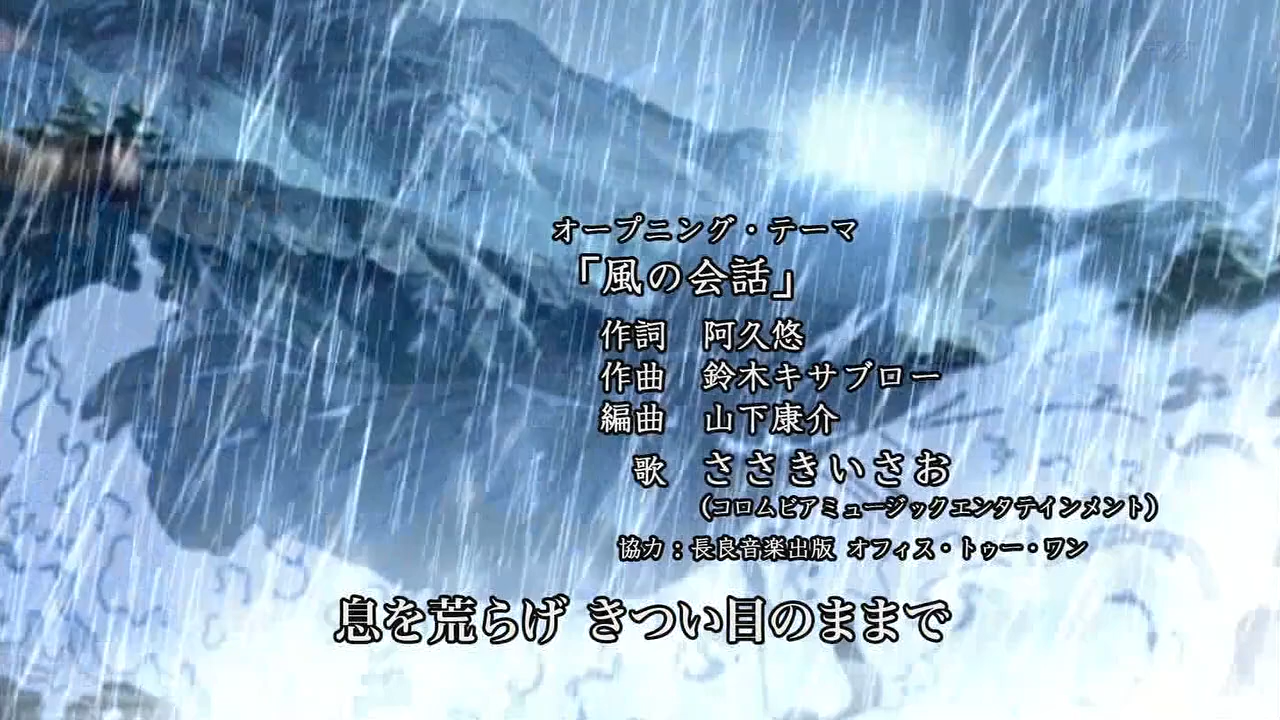 オープニング・テーマ
「風の会話」
作詞　阿久悠
作曲　鈴木キサブロー
編曲　山下康介
歌　ささきいさお
（コロムビアミュージックエンタテインメント）
協力：長良音楽出版 オフィス・トゥー・ワン
息を荒らげ きつい目のままで